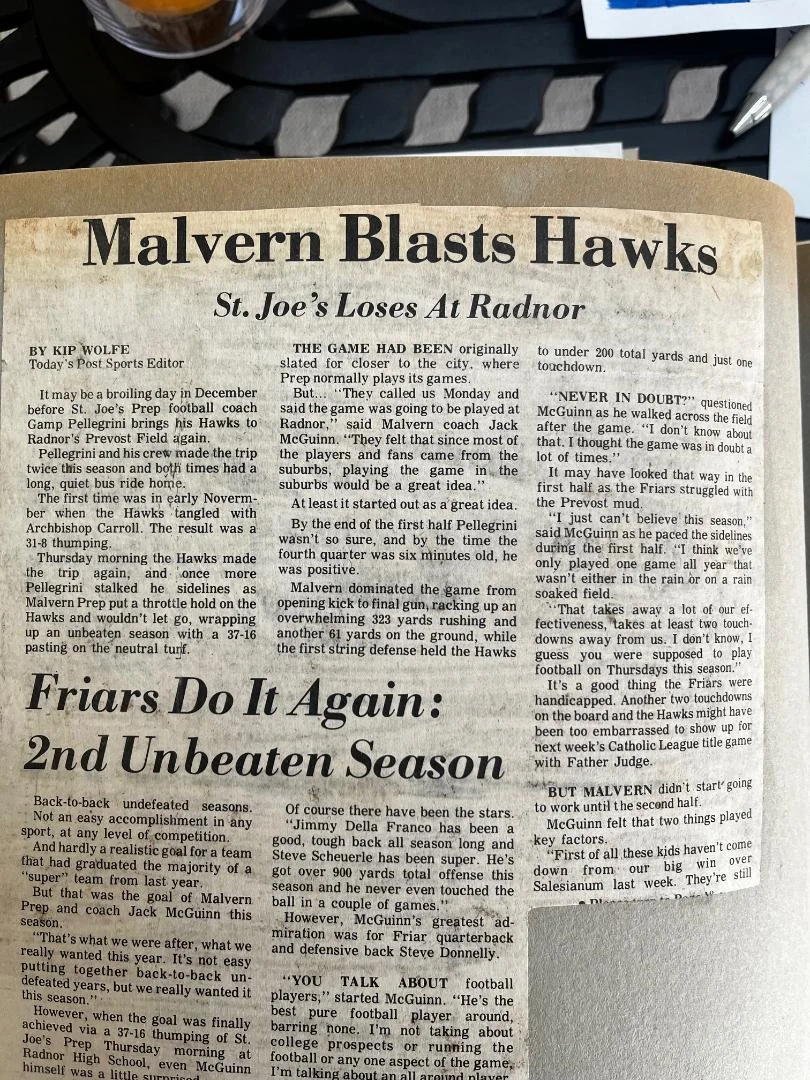 Malvern Blasts Hawks
St. Joe's Loses At Radnor
BY KIP WOLFE
Today's Post Sports Editor
It may be a broiling day in December
before St. Joe's Prep football coach
Gamp Pellegrini brings his Hawks to
Radnor's Prevost Field again.
Pellegrini and his crew made the trip
twice this season and both times had a
long, quiet bus ride home.
The first time was in early Noverm-
ber when the Hawks tangled with
Archbishop Carroll. The result was a
31-8 thumping.
Thursday morning the Hawks made
the trip again, and once more
Pellegrini stalked he sidelines as
Malvern Prep put a throttle hold on the
Hawks and wouldn't let go, wrapping
up an unbeaten season with a 37-16
pasting on the neutral turf.
THE GAME HAD BEEN originally
slated for closer to the city, where
Prep normally plays its games.
But... "They called us Monday and
said the game was going to be played at
Radnor," said Malvern coach Jack
McGuinn. "They felt that since most of
the players and fans came from the
suburbs, playing the game in the
suburbs would be a great idea."
At least it started out as a great idea.
By the end of the first half Pellegrini
wasn't so sure, and by the time the
fourth quarter was six minutes old, he
was positive.
Malvern dominated the game from
opening kick to final gun, racking up an
overwhelming 323 yards rushing and
another 61 yards on the ground, while
the first string defense held the Hawks
to under 200 total yards and just one
touchdown.
"NEVER IN DOUBT?" questioned
McGuinn as he walked across the field
after the game. "I don't know about
that. I thought the game was in doubt a
lot of times."
It may have looked that way in the
first half as the Friars struggled with
the Prevost mud.
"I just can't believe this season,"
said McGuinn as he paced the sidelines
during the first half. "I think we've
only played one game all year that
wasn't either in the rain or on a rain
soaked field.
"That takes away a lot of our ef-
fectiveness, takes at least two touch-
downs away from us. I don't know, I
guess you were supposed to play
football on Thursdays this season."
It's a good thing the Friars were
handicapped. Another two touchdowns
on the board and the Hawks might have
been too embarrassed to show up for
next week's Catholic League title game
with Father Judge.
BUT MALVERN didn't start going
to work until the second half.
McGuinn felt that two things played
key factors.
"First of all these kids haven't come
down from our big win over
Salesianum last week. They're still
Friars Do It Again:
2nd Unbeaten Season
Back-to-back undefeated seasons.
Not an easy accomplishment in any
sport, at any level of competition.
And hardly a realistic goal for a team
that had graduated the majority of a
"super" team from last year.
But that was the goal of Malvern
Prep and coach Jack McGuinn this
season.
"That's what we were after, what we
really wanted this year. It's not easy
putting together back-to-back un-
defeated years, but we really wanted it
this season."
However, when the goal was finally
achieved via a 37-16 thumping of St.
Joe's Prep Thursday morning at
Radnor High School, even McGuinn
himself was a little surprised
Of course there have been the stars.
"Jimmy Della Franco has been a
good, tough back all season long and
Steve Scheuerle has been super. He's
got over 900 yards total offense this
season and he never even touched the
ball in a couple of games."
However, McGuinn's greatest ad-
miration was for Friar quarterback
and defensive back Steve Donnelly.
"YOU TALK ABOUT football
players," started McGuinn. "He's the
best pure football player around,
barring none. I'm not taking about
college prospects or running the
football or any one aspect of the game,
I'm talking about an all around player